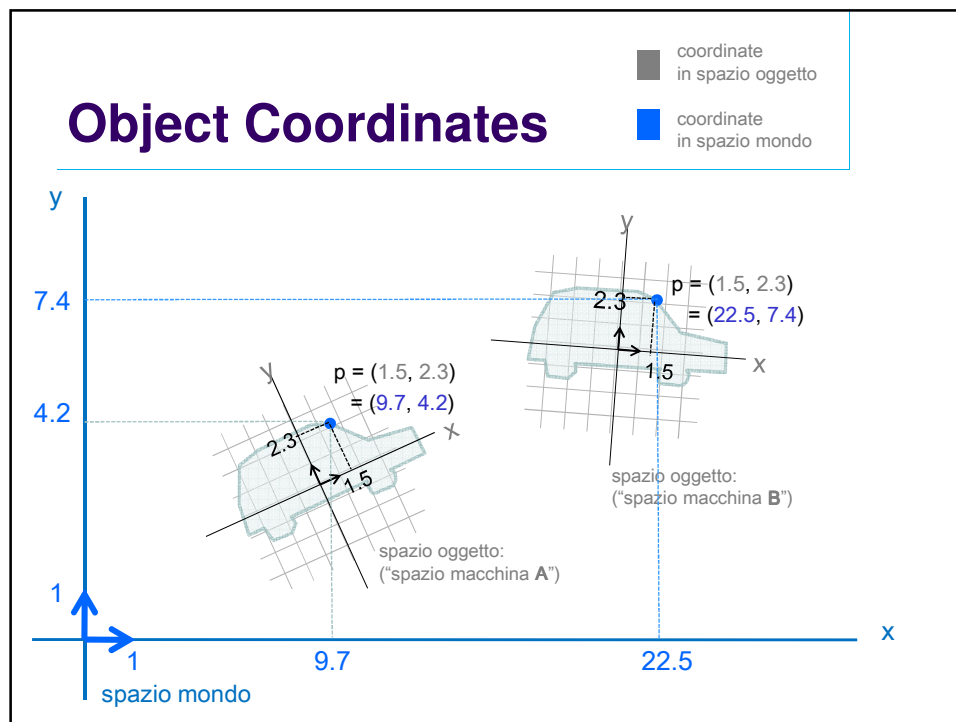 coordinate
in spazio oggetto
Object Coordinates
coordinate
in spazio mondo
y
y
7.4
2.3
p = (1.5, 2.3)
= (22.5, 7.4)
x
1.5
y
p = (1.5, 2.3)
= (9.7, 4.2)
4.2
x
2.3
1.5
spazio oggetto:
("spazio macchina B")
spazio oggetto:
("spazio macchina A")
1
x
1
9.7
22.5
spazio mondo